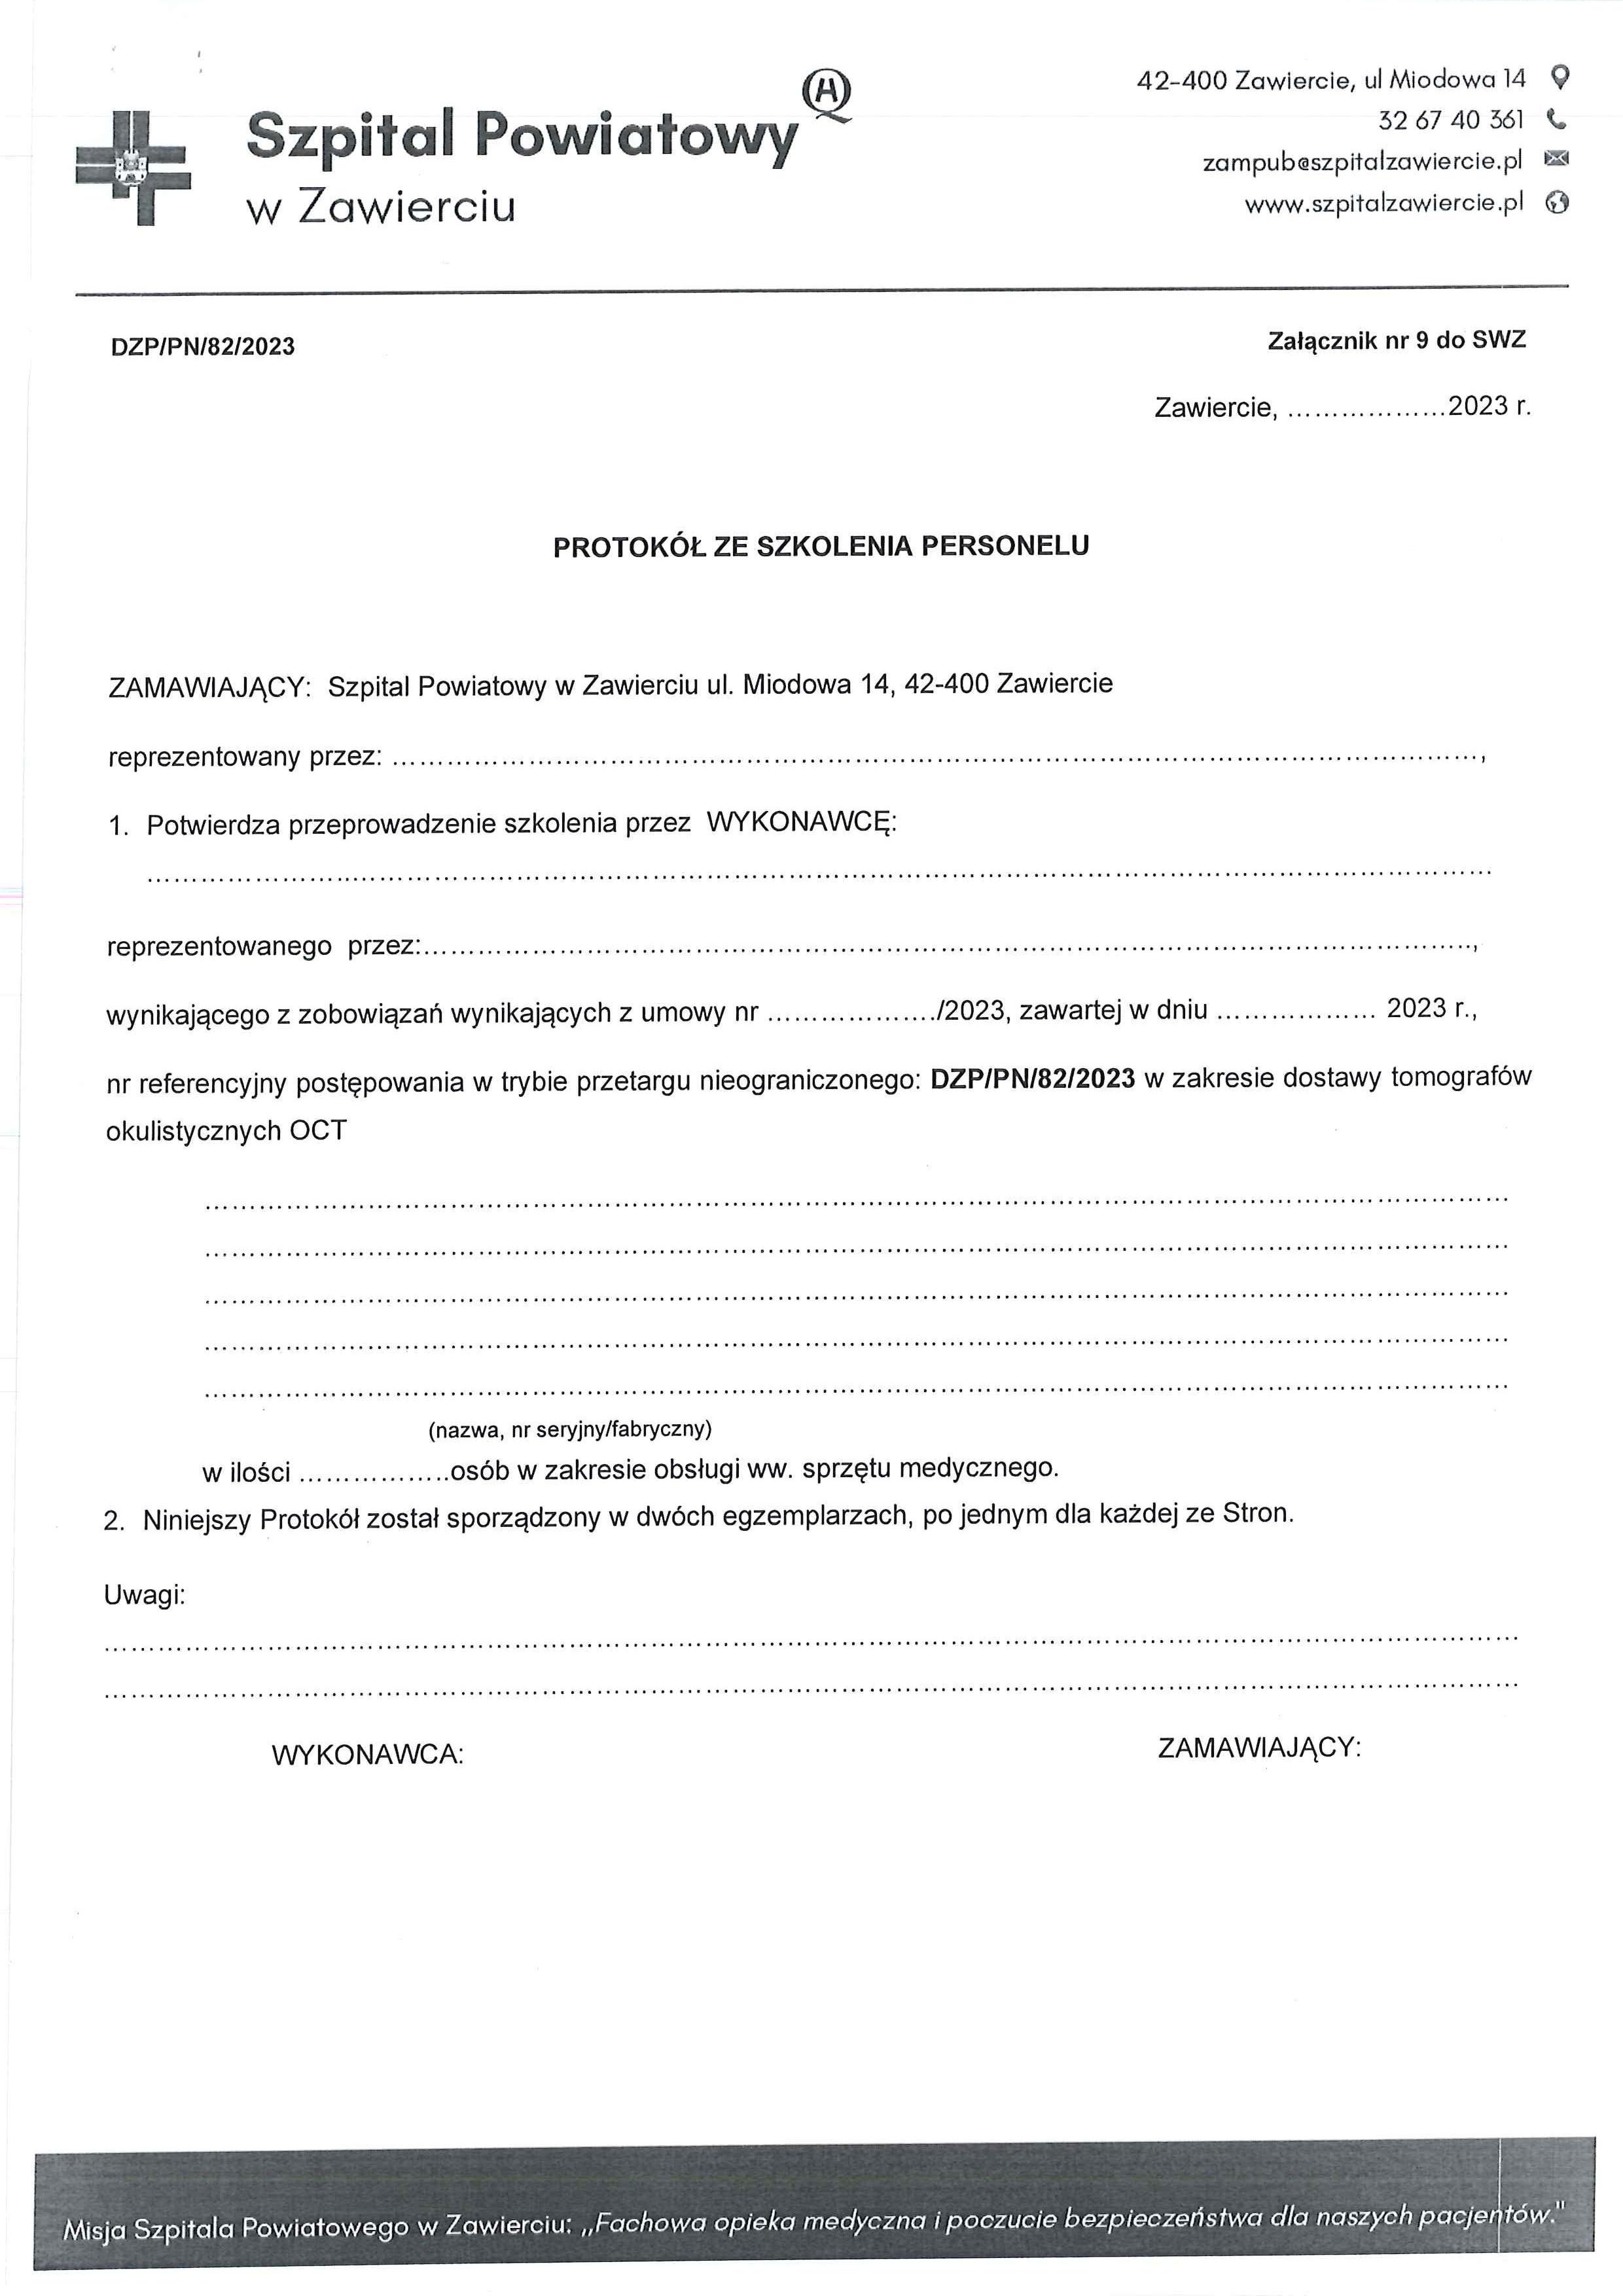 42-400 Zawiercie, ul Miodowa 14
32 67 40 361
zampub@szpitalzawiercie.pl
www.szpitalzawiercie.pl
Szpital Powiatowy
w Zawierciu
DZP/PN/82/2023
Załącznik nr 9 do SWZ
Zawiercie, ..................2023 r.
PROTOKÓŁ ZE SZKOLENIA PERSONELU
ZAMAWIAJĄCY: Szpital Powiatowy w Zawierciu ul. Miodowa 14, 42-400 Zawiercie
reprezentowany przez: ........................................................................................................................,
1. Potwierdza przeprowadzenie szkolenia przez WYKONAWCĘ:
....................................................................................................................................................
reprezentowanego przez:....................................................................................................................,
wynikającego z zobowiązań wynikających z umowy nr .................../2023, zawartej w dniu .................. 2023 r.,
nr referencyjny postępowania w trybie przetargu nieograniczonego: DZP/PN/82/2023 w zakresie dostawy tomografów
okulistycznych OCT
................................................................................................................................................
................................................................................................................................................
................................................................................................................................................
................................................................................................................................................
................................................................................................................................................
(nazwa, nr seryjny/fabryczny)
w ilości .................osób w zakresie obsługi ww. sprzętu medycznego.
2. Niniejszy Protokół został sporządzony w dwóch egzemplarzach, po jednym dla każdej ze Stron.
Uwagi:
............................................................................................................................................................
............................................................................................................................................................
WYKONAWCA:
ZAMAWIAJĄCY:
Misja Szpitala Powiatowego w Zawierciu: „Fachowa opieka medyczna i poczucie bezpieczeństwa dla naszych pacjentów."